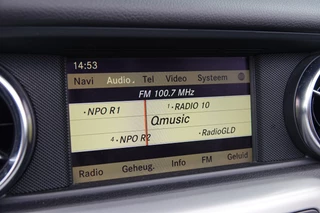 14:53
Navi Audio Tel Video Systeem
FM 100.7 MHz
NPO R1 1 RADIO 10
Qmusic
4 NPO R2 RadioGLD
Radio Geheug. Info FM Geluid